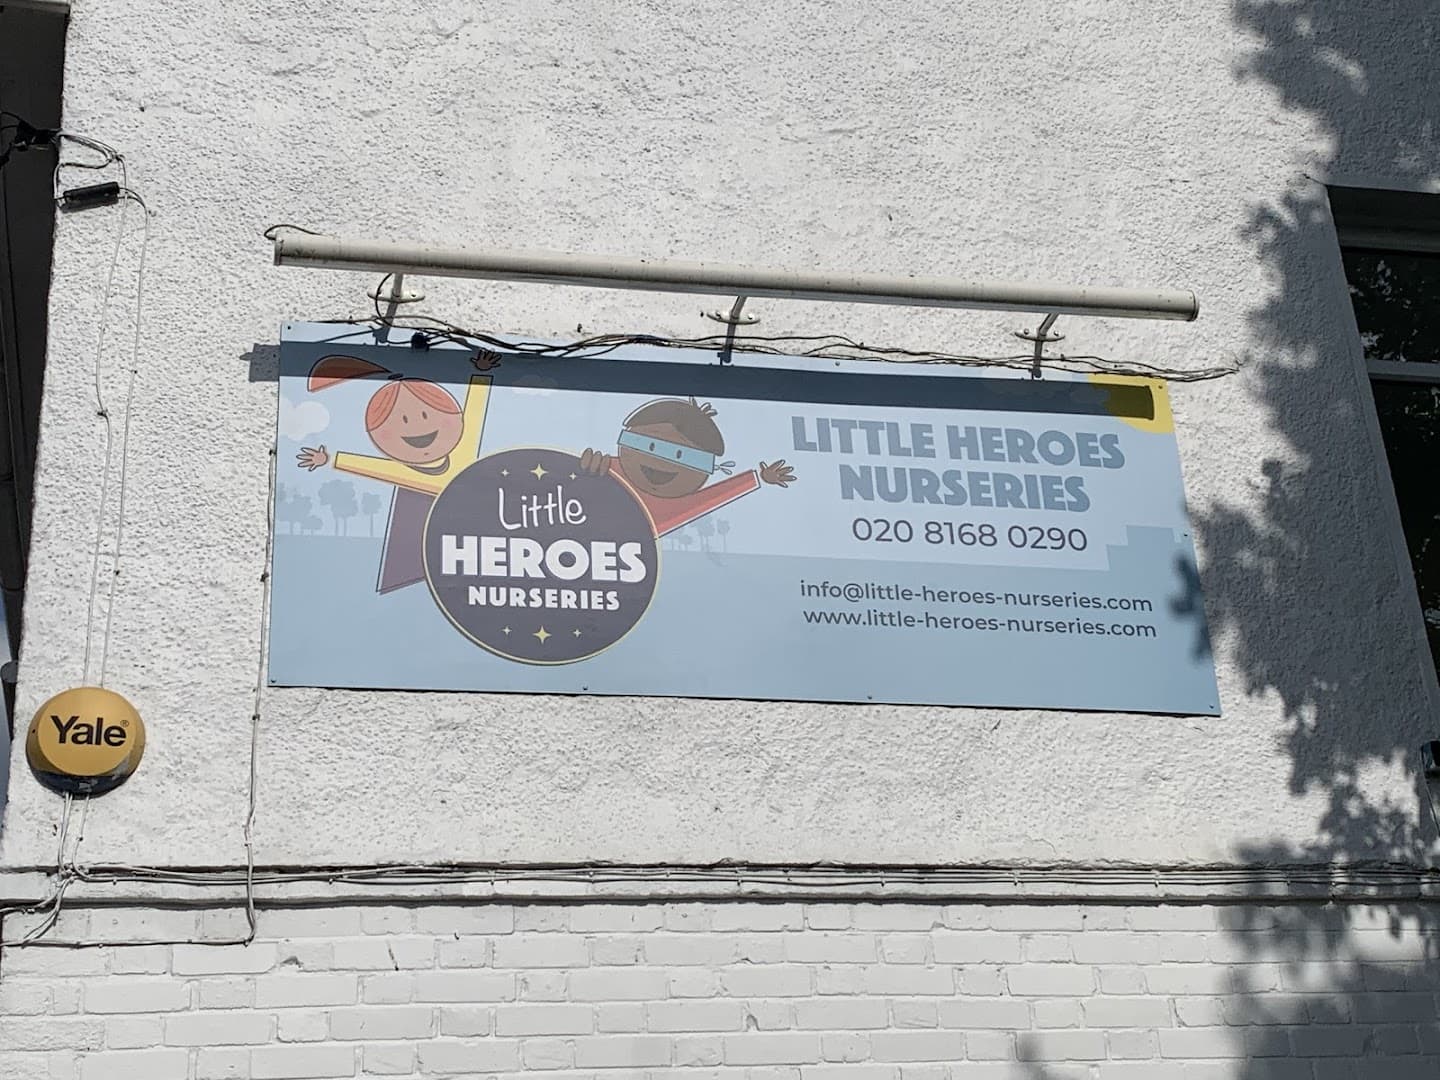 Little
HEROES
NURSERIES
LITTLE HEROES
NURSERIES
020 8168 0290
info@little-heroes-nurseries.com
www.little-heroes-nurseries.com
Yale®